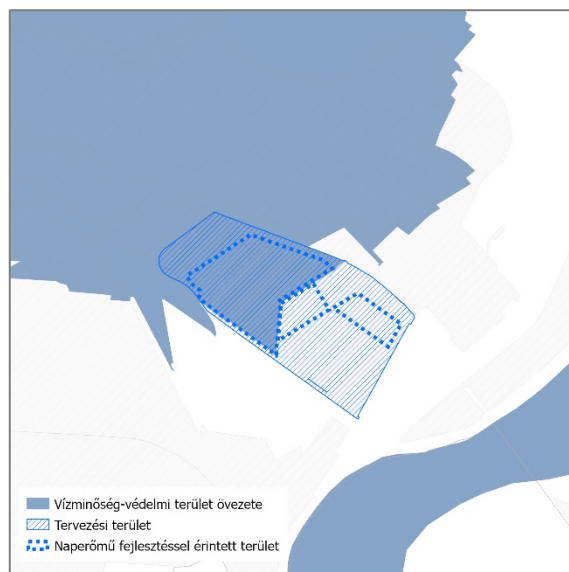 Vízminőség-védelmi terület övezete
Tervezési terület
Naperőmű fejlesztéssel érintett terület